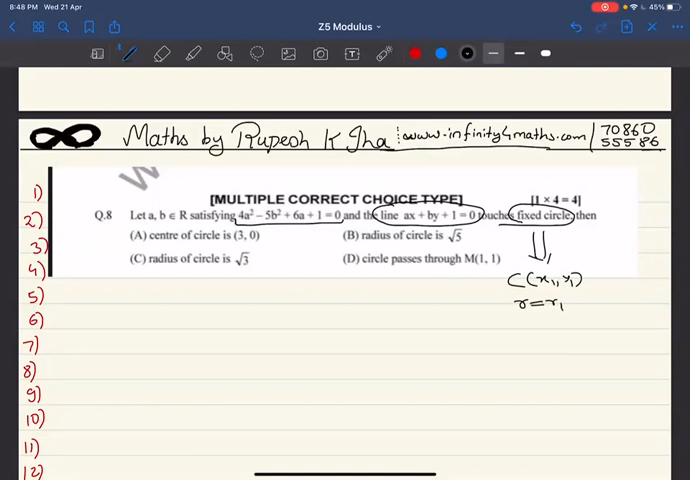 8:48 PM Wed 21 Apr
45%
Z5 Modulus
∞ Maths by Rupesh K Jha www.infinity4maths.com / 70860 55586
W
[MULTIPLE CORRECT CHOICE TYPE] [1 × 4 = 4]
Q.8 Let a, b ∈ R satisfying 4a² – 5b² + 6a + 1 = 0 and the line ax + by + 1 = 0 touches fixed circle, then
(A) centre of circle is (3, 0) (B) radius of circle is √5
(C) radius of circle is √3 (D) circle passes through M(1, 1)
C(x₁, y₁)
r = r₁
1)
2)
3)
4)
5)
6)
7)
8)
9)
10)
11)
12)